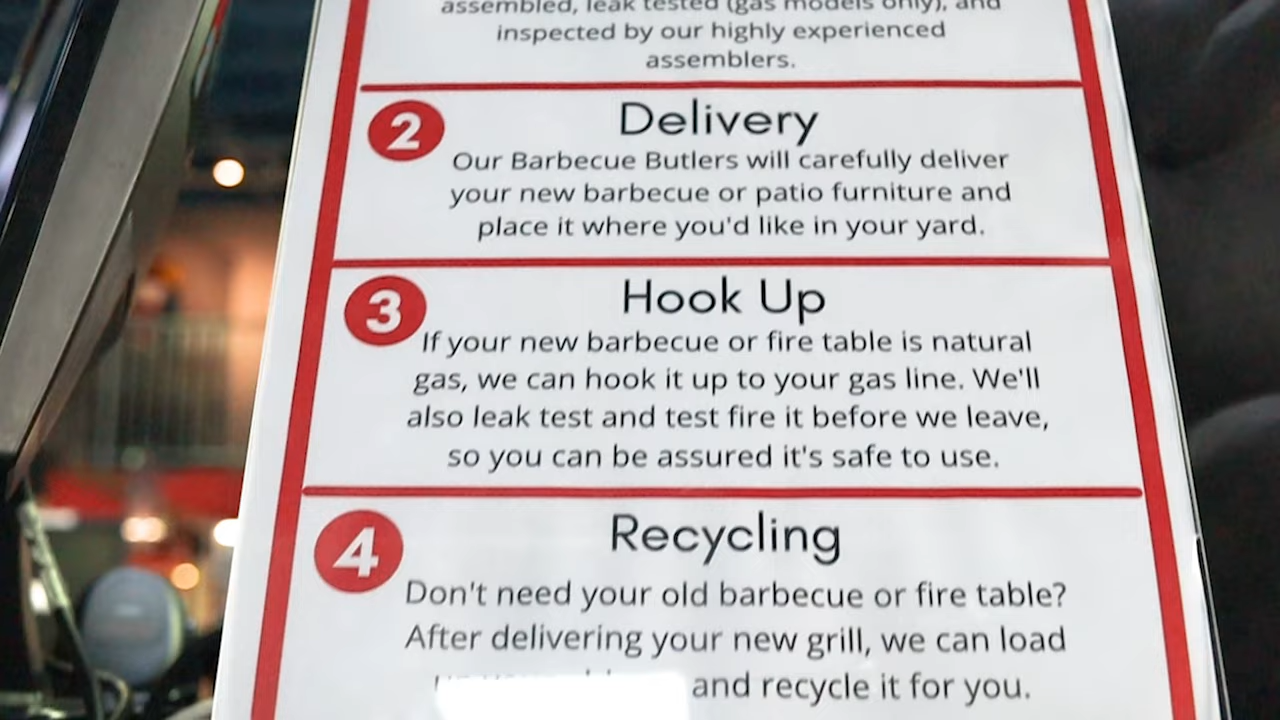 assembled, leak tested (gas models only), and
inspected by our highly experienced
assemblers.
2
Delivery
Our Barbecue Butlers will carefully deliver
your new barbecue or patio furniture and
place it where you'd like in your yard.
3
Hook Up
If your new barbecue or fire table is natural
gas, we can hook it up to your gas line. We'll
also leak test and test fire it before we leave,
so you can be assured it's safe to use.
4
Recycling
Don't need your old barbecue or fire table?
After delivering your new grill, we can load
and recycle it for you.